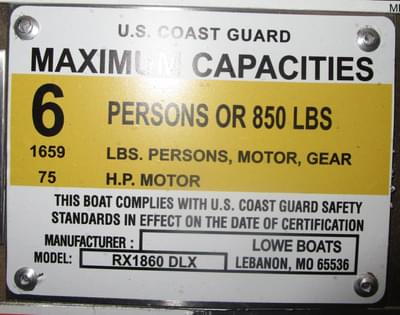 U.S. COAST GUARD
MAXIMUM CAPACITIES
6 PERSONS OR 850 LBS
1659 LBS. PERSONS, MOTOR, GEAR
75 H.P. MOTOR
THIS BOAT COMPLIES WITH U.S. COAST GUARD SAFETY
STANDARDS IN EFFECT ON THE DATE OF CERTIFICATION
MANUFACTURER : LOWE BOATS
MODEL: RX1860 DLX LEBANON, MO 65536